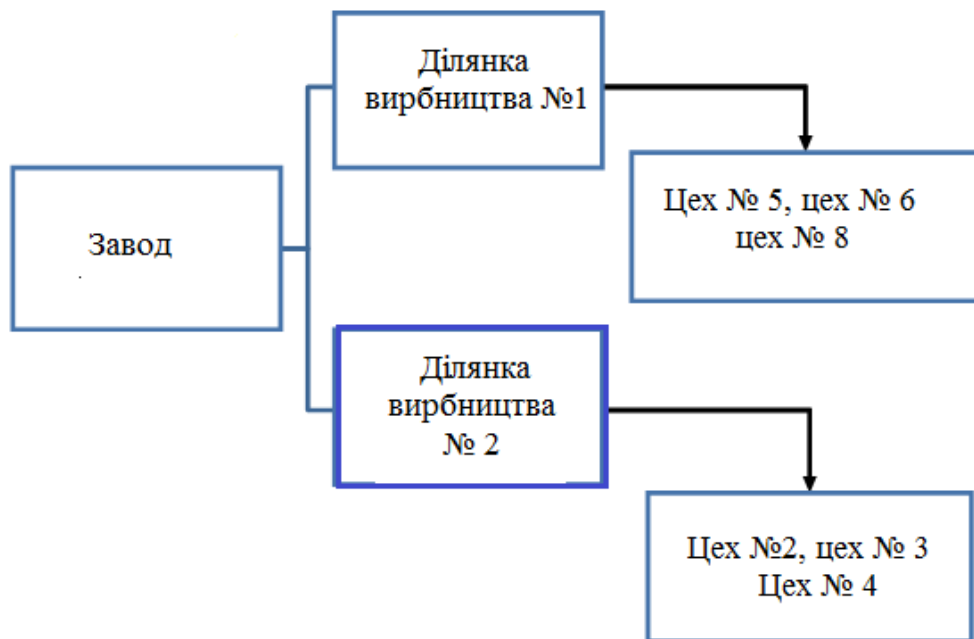 Ділянка
вирбництва №1
Цех № 5, цех № 6
цех № 8
Завод
.
Ділянка
вирбництва
№ 2
Цех №2, цех № 3
Цех № 4